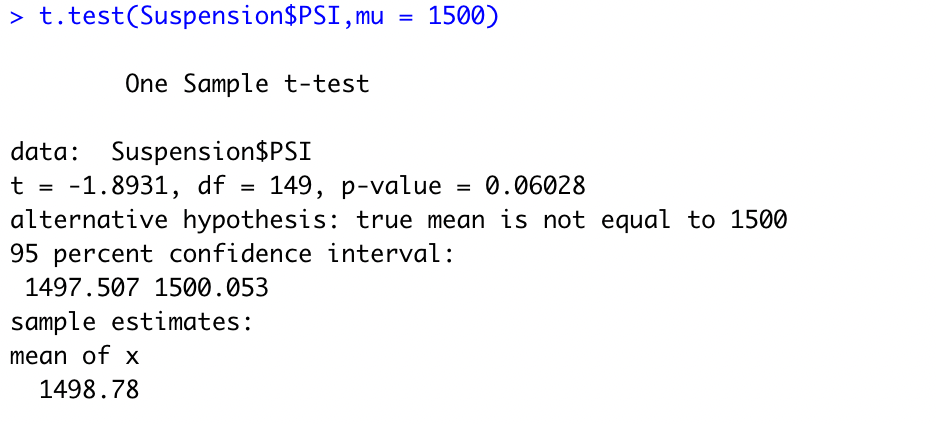 > t.test(Suspension$PSI,mu = 1500)
One Sample t-test
data:  Suspension$PSI
t = -1.8931, df = 149, p-value = 0.06028
alternative hypothesis: true mean is not equal to 1500
95 percent confidence interval:
1497.507 1500.053
sample estimates:
mean of x
1498.78